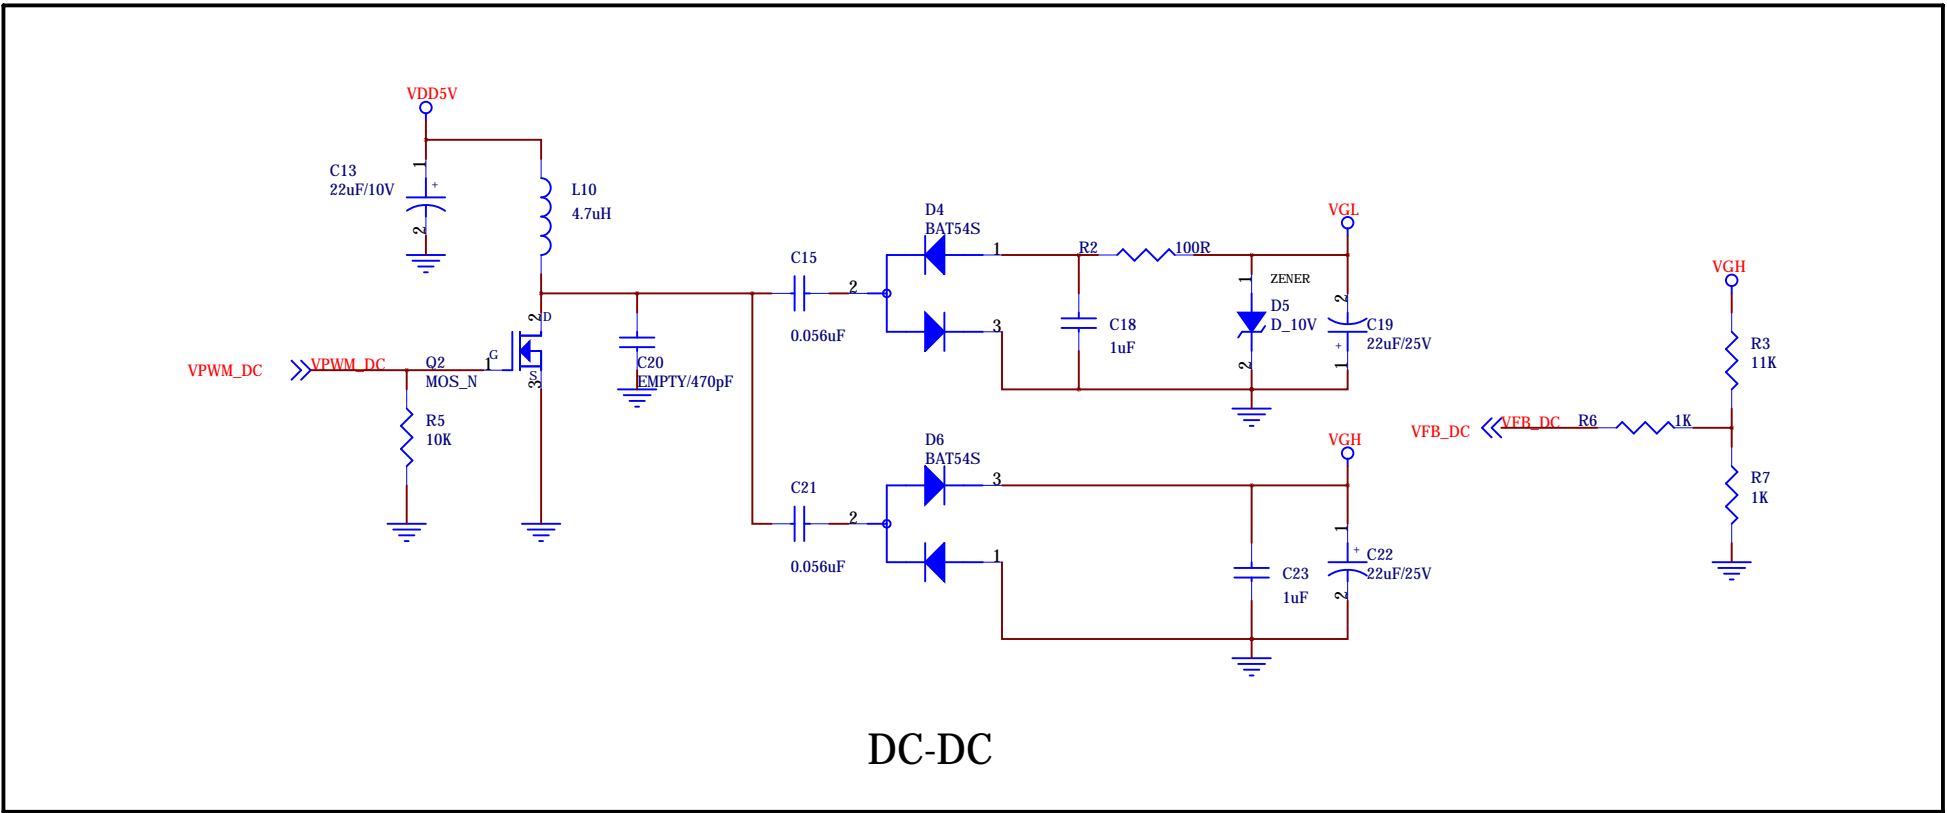 VDD5V
C13
22uF/10V
1
+
2
L10
4.7uH
VPWM_DC
VPWM_DC
Q2
MOS_N
1
G
2
D
S
3
R5
10K
C20
EMPTY/470pF
C15
0.056uF
2
D4
BAT54S
1
3
R2
100R
C18
1uF
1
ZENER
D5
D_10V
2
VGL
2
C19
22uF/25V
+
1
C21
0.056uF
2
D6
BAT54S
3
1
C23
1uF
VGH
1
+
C22
22uF/25V
2
VFB_DC
VFB_DC
R6
1K
VGH
R3
11K
R7
1K
DC-DC